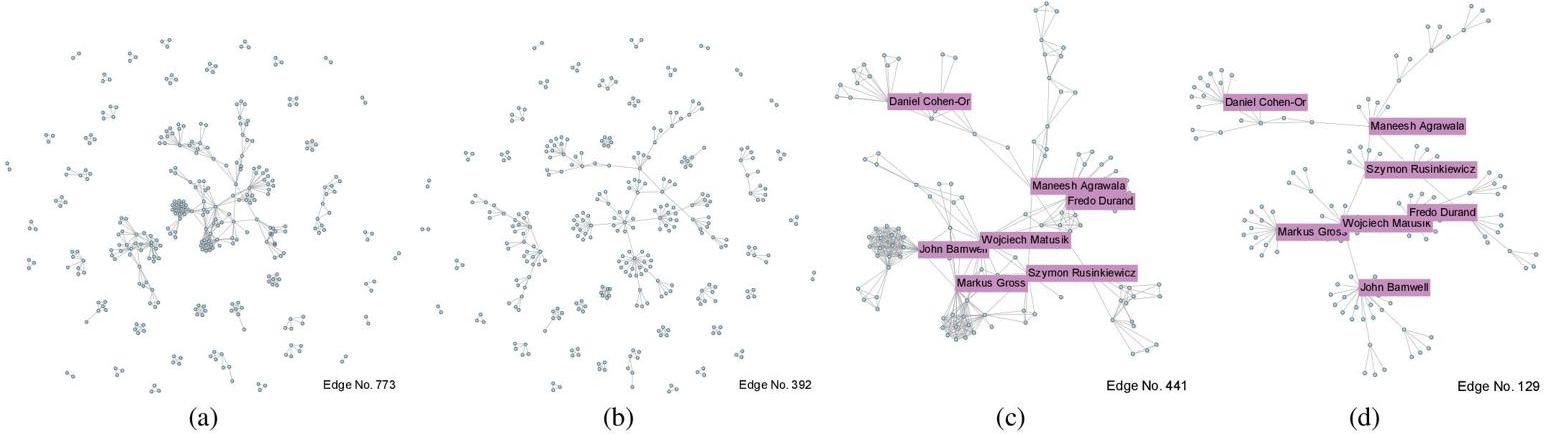 Daniel Cohen-Or
Maneesh Agrawala
Fredo Durand
John Barnwell
Wojciech Matusik
Szymon Rusinkiewicz
Markus Gross
Daniel Cohen-Or
Maneesh Agrawala
Szymon Rusinkiewicz
Fredo Durand
Wojciech Matusik
Markus Gross
John Barnwell
Edge No. 773
Edge No. 392
Edge No. 441
Edge No. 129
(a)
(b)
(c)
(d)